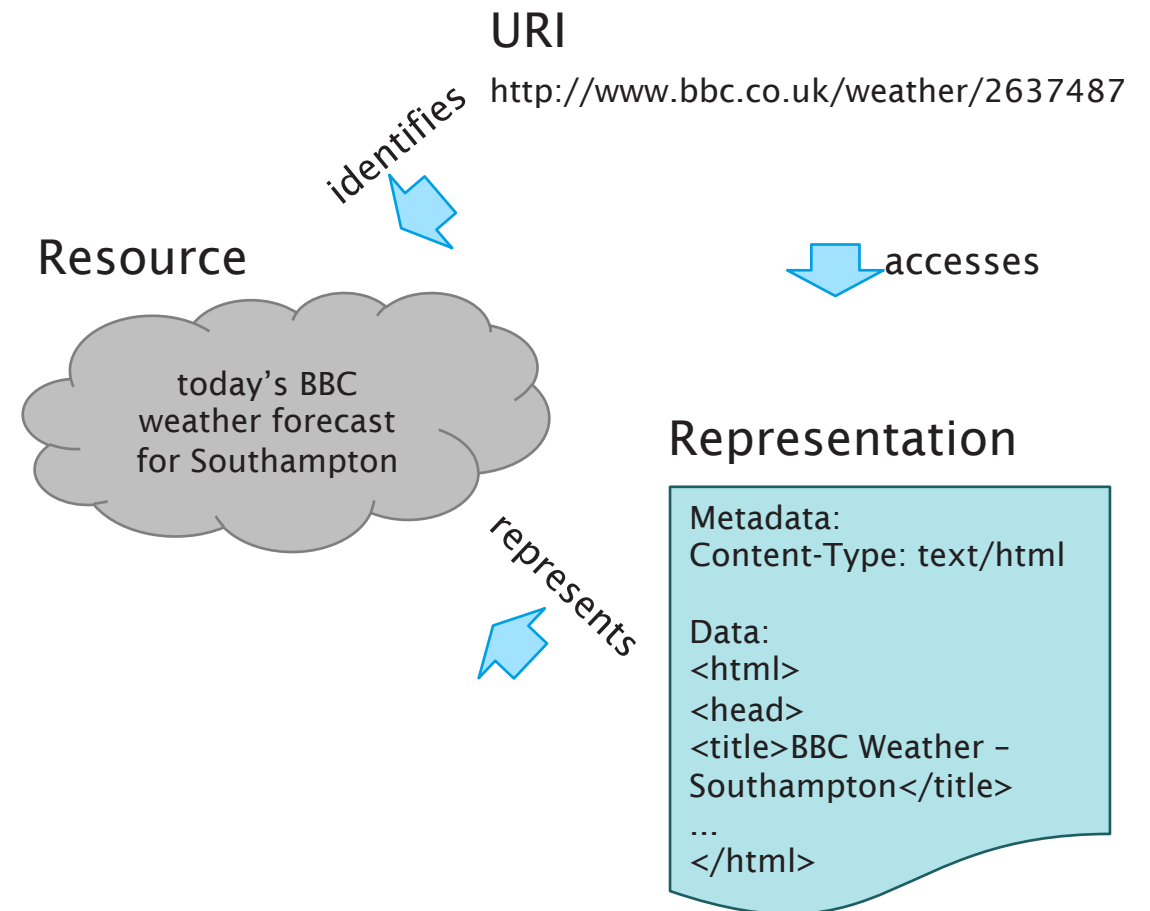 URI
http://www.bbc.co.uk/weather/2637487
identifies
Resource
accesses
today’s BBC
weather forecast
for Southampton
Representation
represents
Metadata:
Content-Type: text/html
Data:
<html>
<head>
<title>BBC Weather –
Southampton</title>
...
</html>